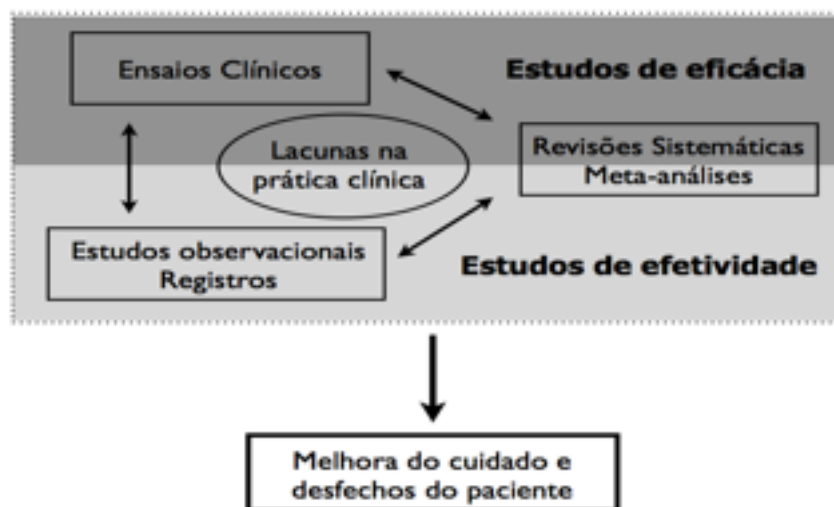 Ensaios Clínicos
Estudos de eficácia
Lacunas na
prática clínica
Revisões Sistemáticas
Meta-análises
Estudos observacionais
Registros
Estudos de efetividade
Melhora do cuidado e
desfechos do paciente